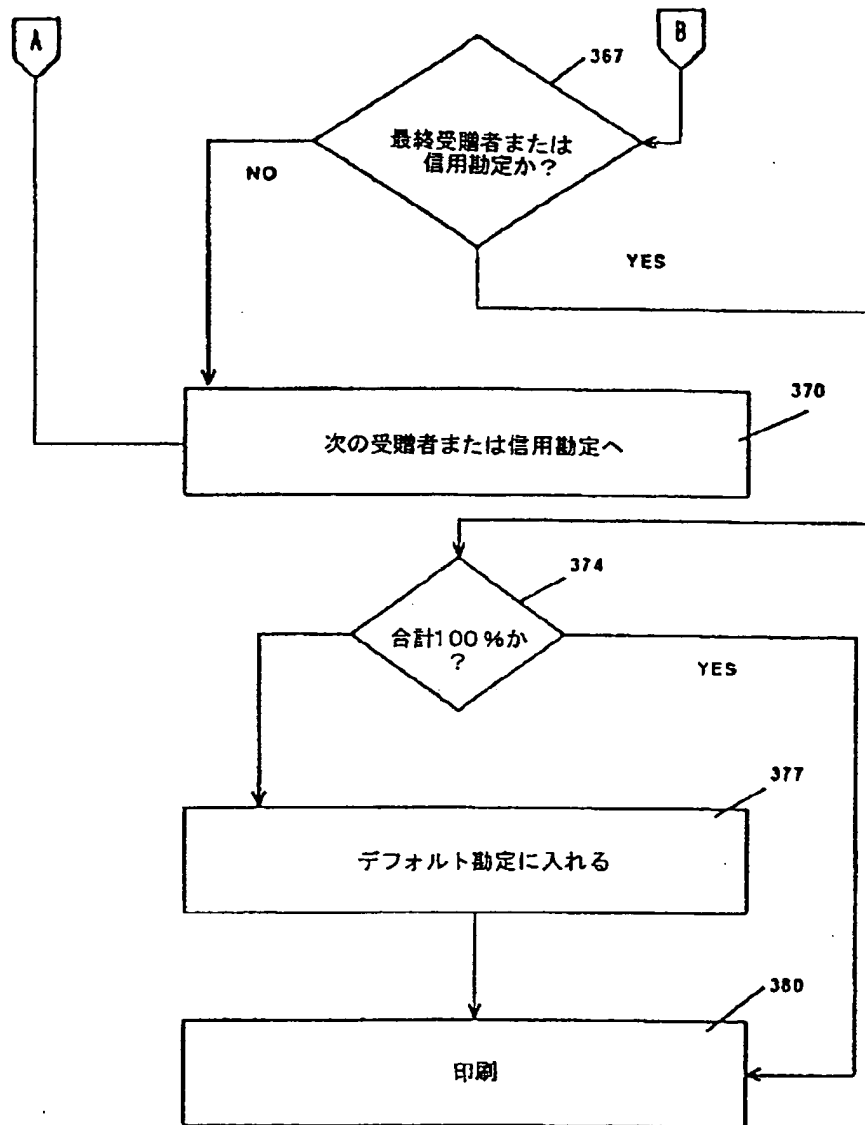 A
B
367
最終受贈者または
信用勘定か?
NO
YES
370
次の受贈者または信用勘定へ
374
合計100%か
?
YES
377
デフォルト勘定に入れる
380
印刷